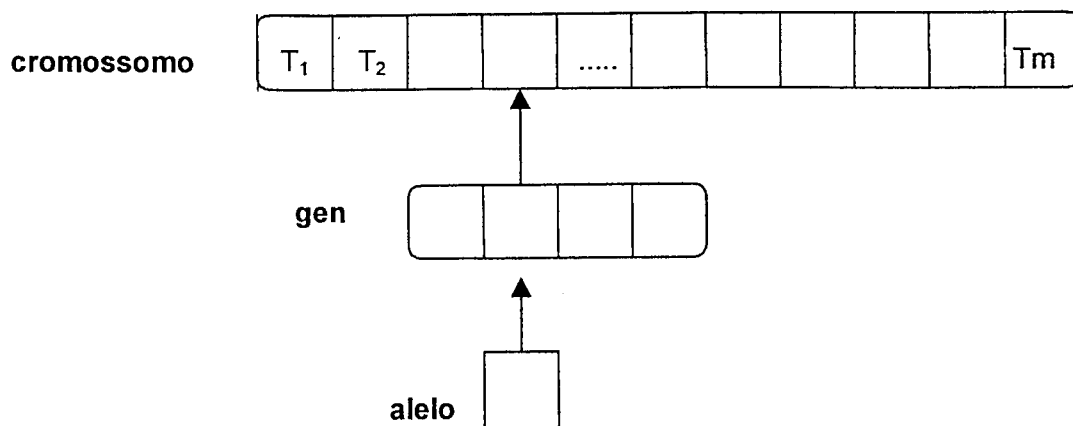 cromossomo T₁ T₂ ..... Tm
gen
alelo